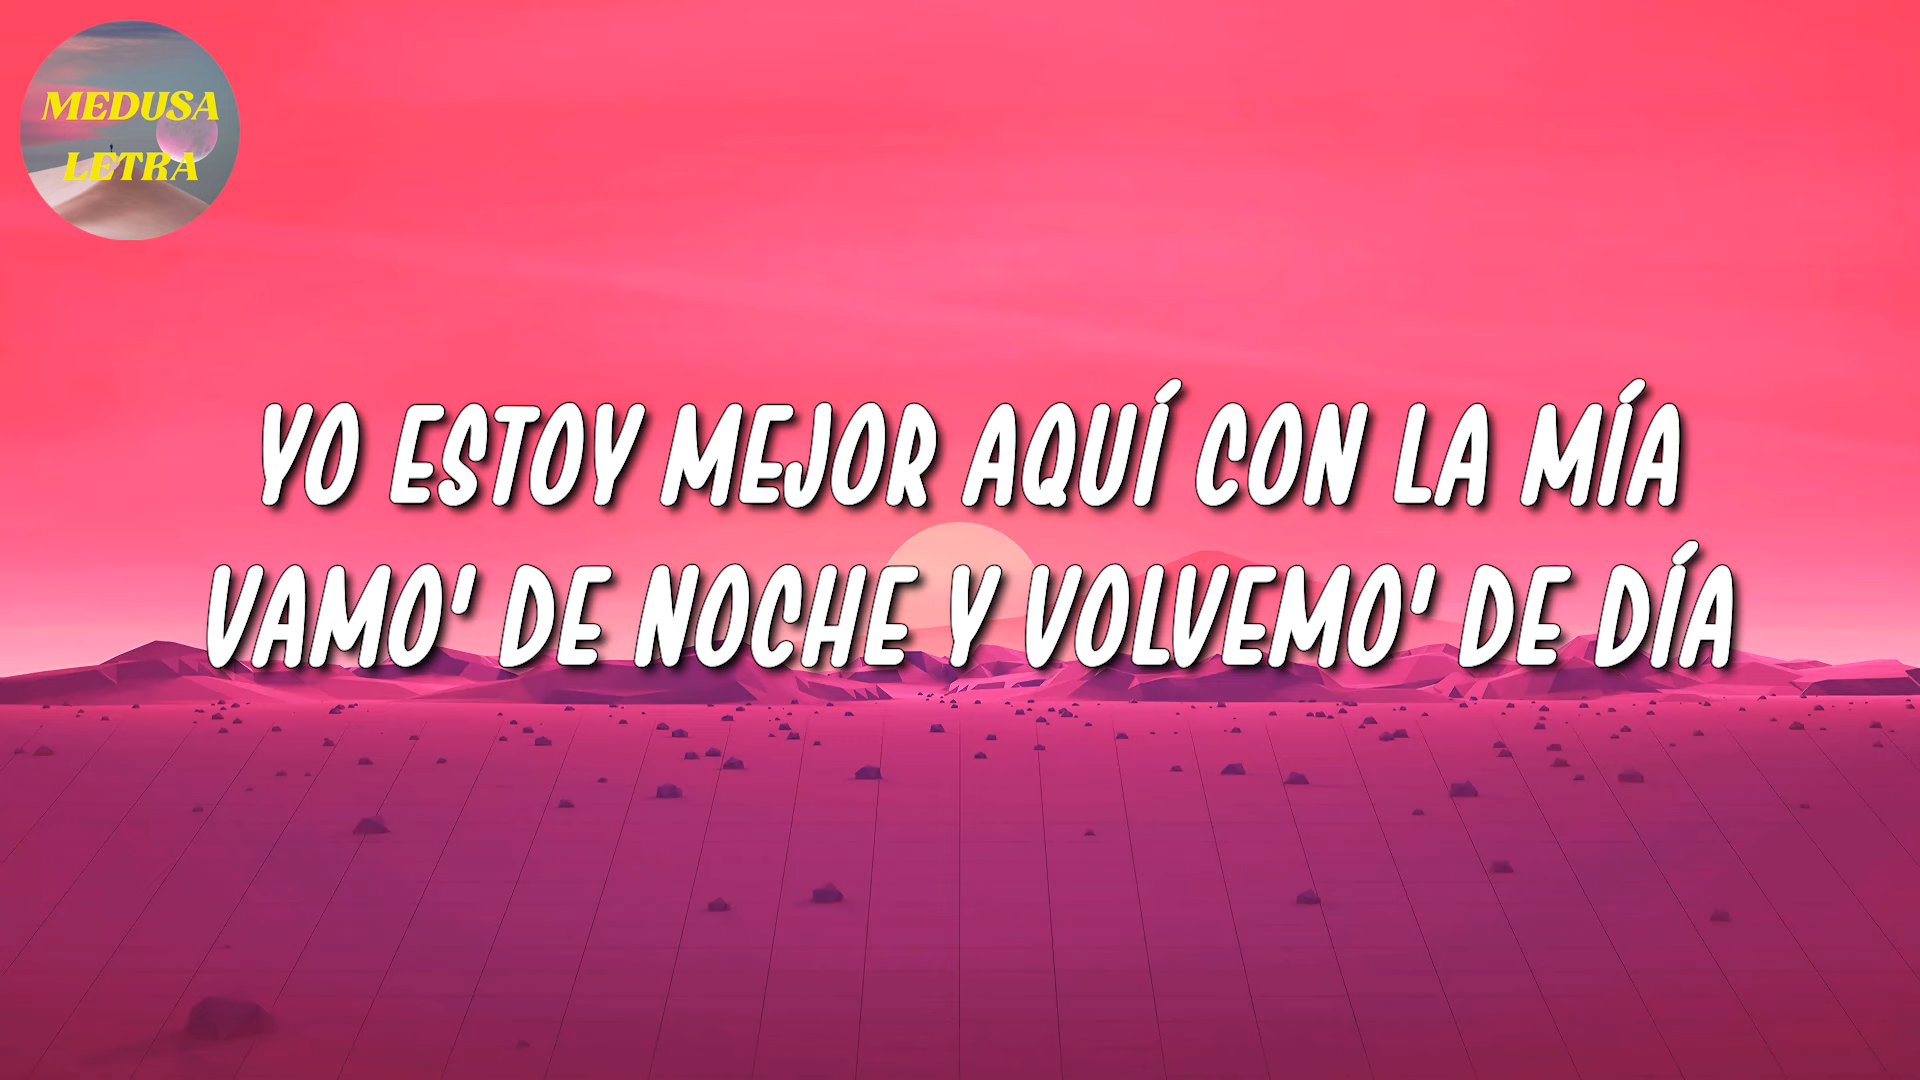 MEDUSA
LETRA
YO ESTOY MEJOR AQUÍ CON LA MÍA
VAMO' DE NOCHE Y VOLVEMO' DE DÍA